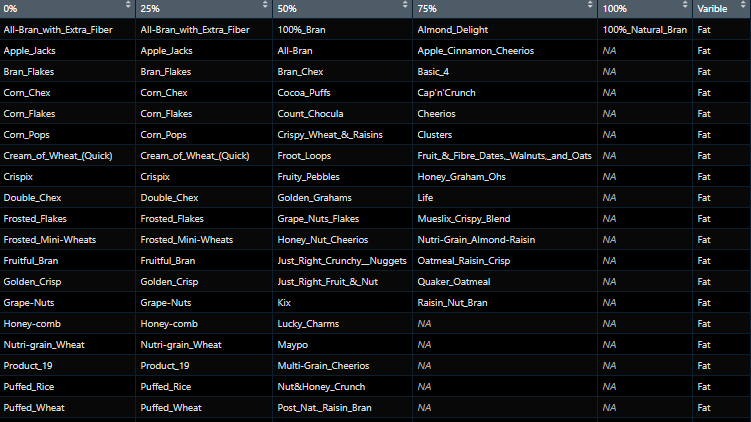 0% 25% 50% 75% 100% Varible
All-Bran_with_Extra_Fiber All-Bran_with_Extra_Fiber 100%_Bran Almond_Delight 100%_Natural_Bran Fat
Apple_Jacks Apple_Jacks All-Bran Apple_Cinnamon_Cheerios NA Fat
Bran_Flakes Bran_Flakes Bran_Chex Basic_4 NA Fat
Corn_Chex Corn_Chex Cocoa_Puffs Cap'n'Crunch NA Fat
Corn_Flakes Corn_Flakes Count_Chocula Cheerios NA Fat
Corn_Pops Corn_Pops Crispy_Wheat_&_Raisins Clusters NA Fat
Cream_of_Wheat_(Quick) Cream_of_Wheat_(Quick) Froot_Loops Fruit_&_Fibre_Dates,_Walnuts,_and_Oats NA Fat
Crispix Crispix Fruity_Pebbles Honey_Graham_Ohs NA Fat
Double_Chex Double_Chex Golden_Grahams Life NA Fat
Frosted_Flakes Frosted_Flakes Grape_Nuts_Flakes Mueslix_Crispy_Blend NA Fat
Frosted_Mini-Wheats Frosted_Mini-Wheats Honey_Nut_Cheerios Nutri-Grain_Almond-Raisin NA Fat
Fruitful_Bran Fruitful_Bran Just_Right_Crunchy__Nuggets Oatmeal_Raisin_Crisp NA Fat
Golden_Crisp Golden_Crisp Just_Right_Fruit_&_Nut Quaker_Oatmeal NA Fat
Grape-Nuts Grape-Nuts Kix Raisin_Nut_Bran NA Fat
Honey-comb Honey-comb Lucky_Charms NA NA Fat
Nutri-grain_Wheat Nutri-grain_Wheat Maypo NA NA Fat
Product_19 Product_19 Multi-Grain_Cheerios NA NA Fat
Puffed_Rice Puffed_Rice Nut&Honey_Crunch NA NA Fat
Puffed_Wheat Puffed_Wheat Post_Nat._Raisin_Bran NA NA Fat